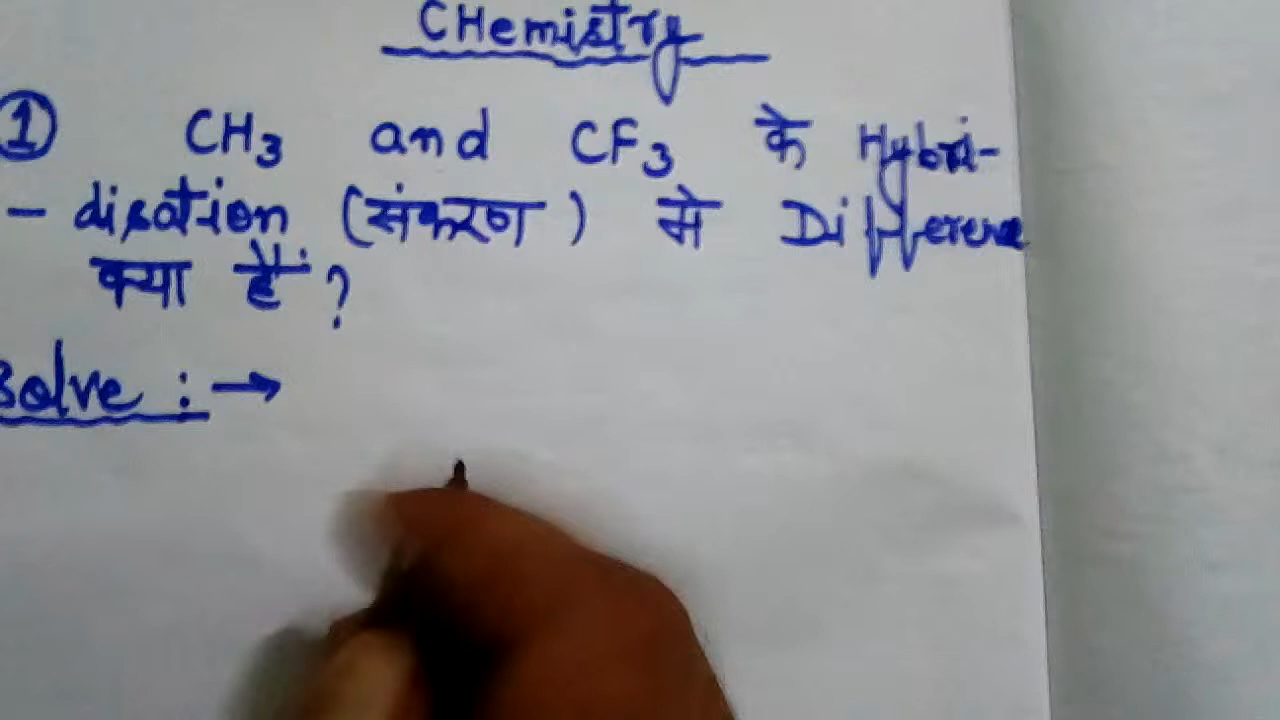 CHemistry
① CH₃ and CF₃ के Hybri-
- disation (संकरण) मे Difference
क्या हैं ?
Solve : →